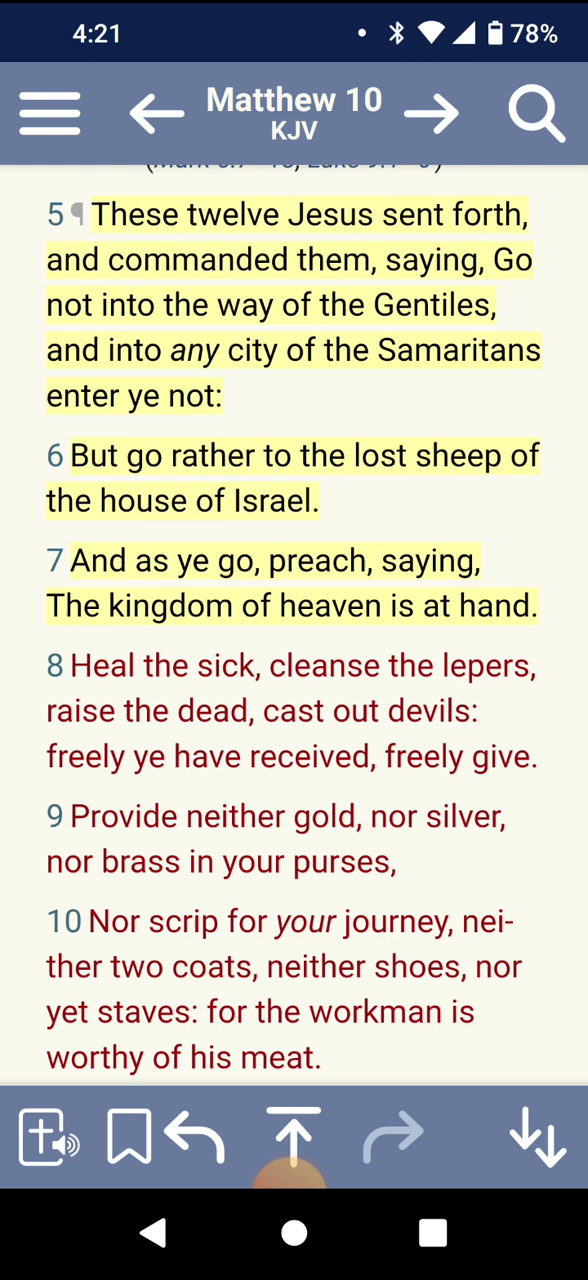 4:21
78%
Matthew 10
KJV
5 ¶ These twelve Jesus sent forth,
and commanded them, saying, Go
not into the way of the Gentiles,
and into any city of the Samaritans
enter ye not:
6 But go rather to the lost sheep of
the house of Israel.
7 And as ye go, preach, saying,
The kingdom of heaven is at hand.
8 Heal the sick, cleanse the lepers,
raise the dead, cast out devils:
freely ye have received, freely give.
9 Provide neither gold, nor silver,
nor brass in your purses,
10 Nor scrip for your journey, nei-
ther two coats, neither shoes, nor
yet staves: for the workman is
worthy of his meat.